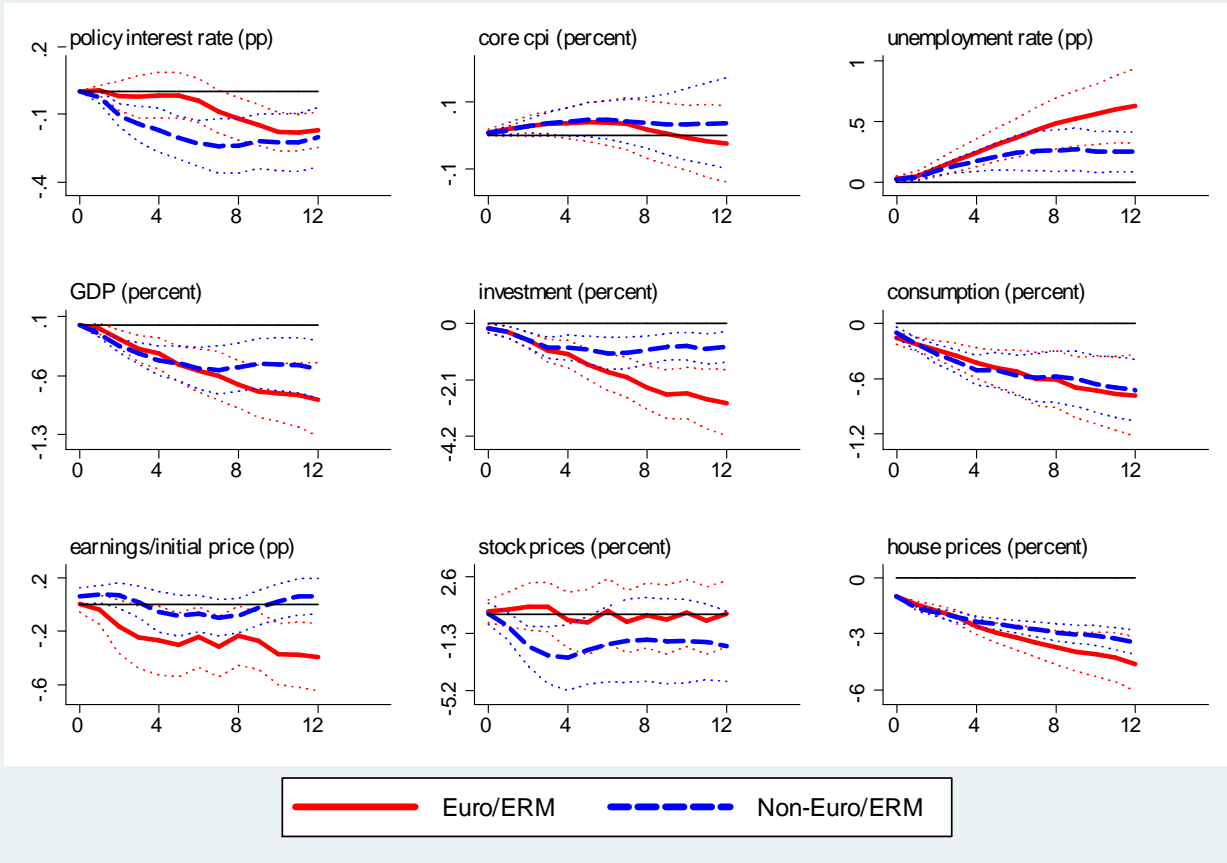 policy interest rate (pp)
.2
-.1
-.4
0 4 8 12
core cpi (percent)
.1
-.1
0 4 8 12
unemployment rate (pp)
1
.5
0
0 4 8 12
GDP (percent)
.1
-.6
-1.3
0 4 8 12
investment (percent)
0
-2.1
-4.2
0 4 8 12
consumption (percent)
0
-.6
-1.2
0 4 8 12
earnings/initial price (pp)
.2
-.2
-.6
0 4 8 12
stock prices (percent)
2.6
-1.3
-5.2
0 4 8 12
house prices (percent)
0
-3
-6
0 4 8 12
Euro/ERM
Non-Euro/ERM